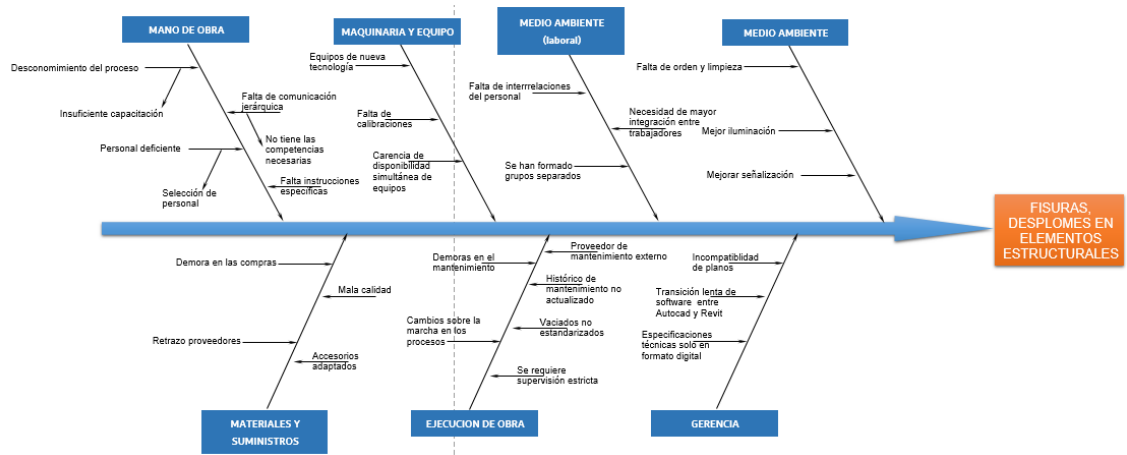 MANO DE OBRA
MAQUINARIA Y EQUIPO
MEDIO AMBIENTE
(laboral)
MEDIO AMBIENTE
Desconomimiento del proceso
Insuficiente capacitación
Falta de comunicación
jerárquica
No tiene las
competencias
necesarias
Personal deficiente
Selección de
personal
Falta instrucciones
especificas
Equipos de nueva
tecnología
Falta de
calibraciones
Carencia de
disponibilidad
simultánea de
equipos
Falta de interrrelaciones
del personal
Necesidad de mayor
integración entre
trabajadores
Se han formado
grupos separados
Falta de orden y limpieza
Mejor iluminación
Mejorar señalización
FISURAS,
DESPLOMES EN
ELEMENTOS
ESTRUCTURALES
Demora en las compras
Mala calidad
Retrazo proveedores
Accesorios
adaptados
Proveedor de
mantenimiento externo
Demoras en el
mantenimiento
Histórico de
mantenimiento no
actualizado
Cambios sobre la
marcha en los
procesos
Vaciados no
estandarizados
Se requiere
supervisión estricta
Incompatiblidad
de planos
Transición lenta de
software entre
Autocad y Revit
Especificaciones
técnicas solo en
formato digital
MATERIALES Y
SUMINISTROS
EJECUCION DE OBRA
GERENCIA